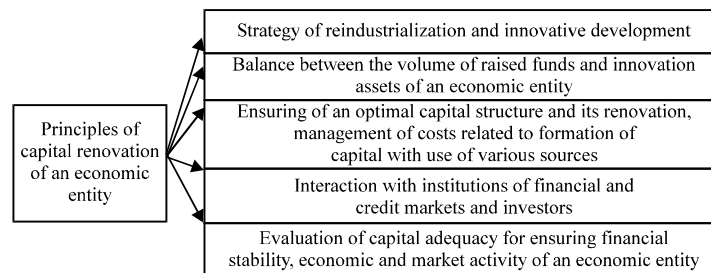 Principles of
capital renovation
of an economic
entity
Strategy of reindustrialization and innovative development
Balance between the volume of raised funds and innovation
assets of an economic entity
Ensuring of an optimal capital structure and its renovation,
management of costs related to formation of
capital with use of various sources
Interaction with institutions of financial and
credit markets and investors
Evaluation of capital adequacy for ensuring financial
stability, economic and market activity of an economic entity